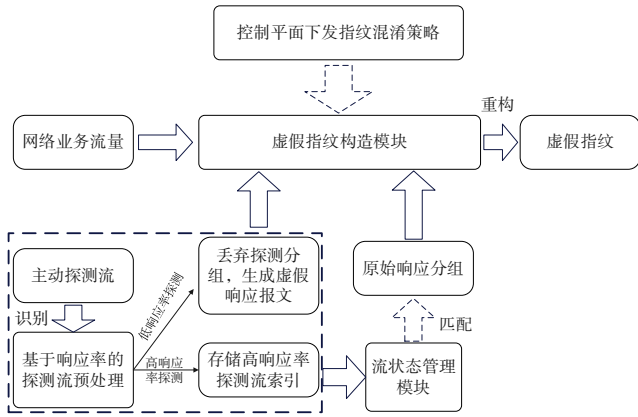 控制平面下发指纹混淆策略
重构
网络业务流量
虚假指纹构造模块
虚假指纹
主动探测流
丢弃探测分
组，生成虚假
响应报文
原始响应分组
识别
低响应率探测
匹配
基于响应率的
探测流预处理
高响应
率探测
存储高响应率
探测流索引
流状态管理
模块